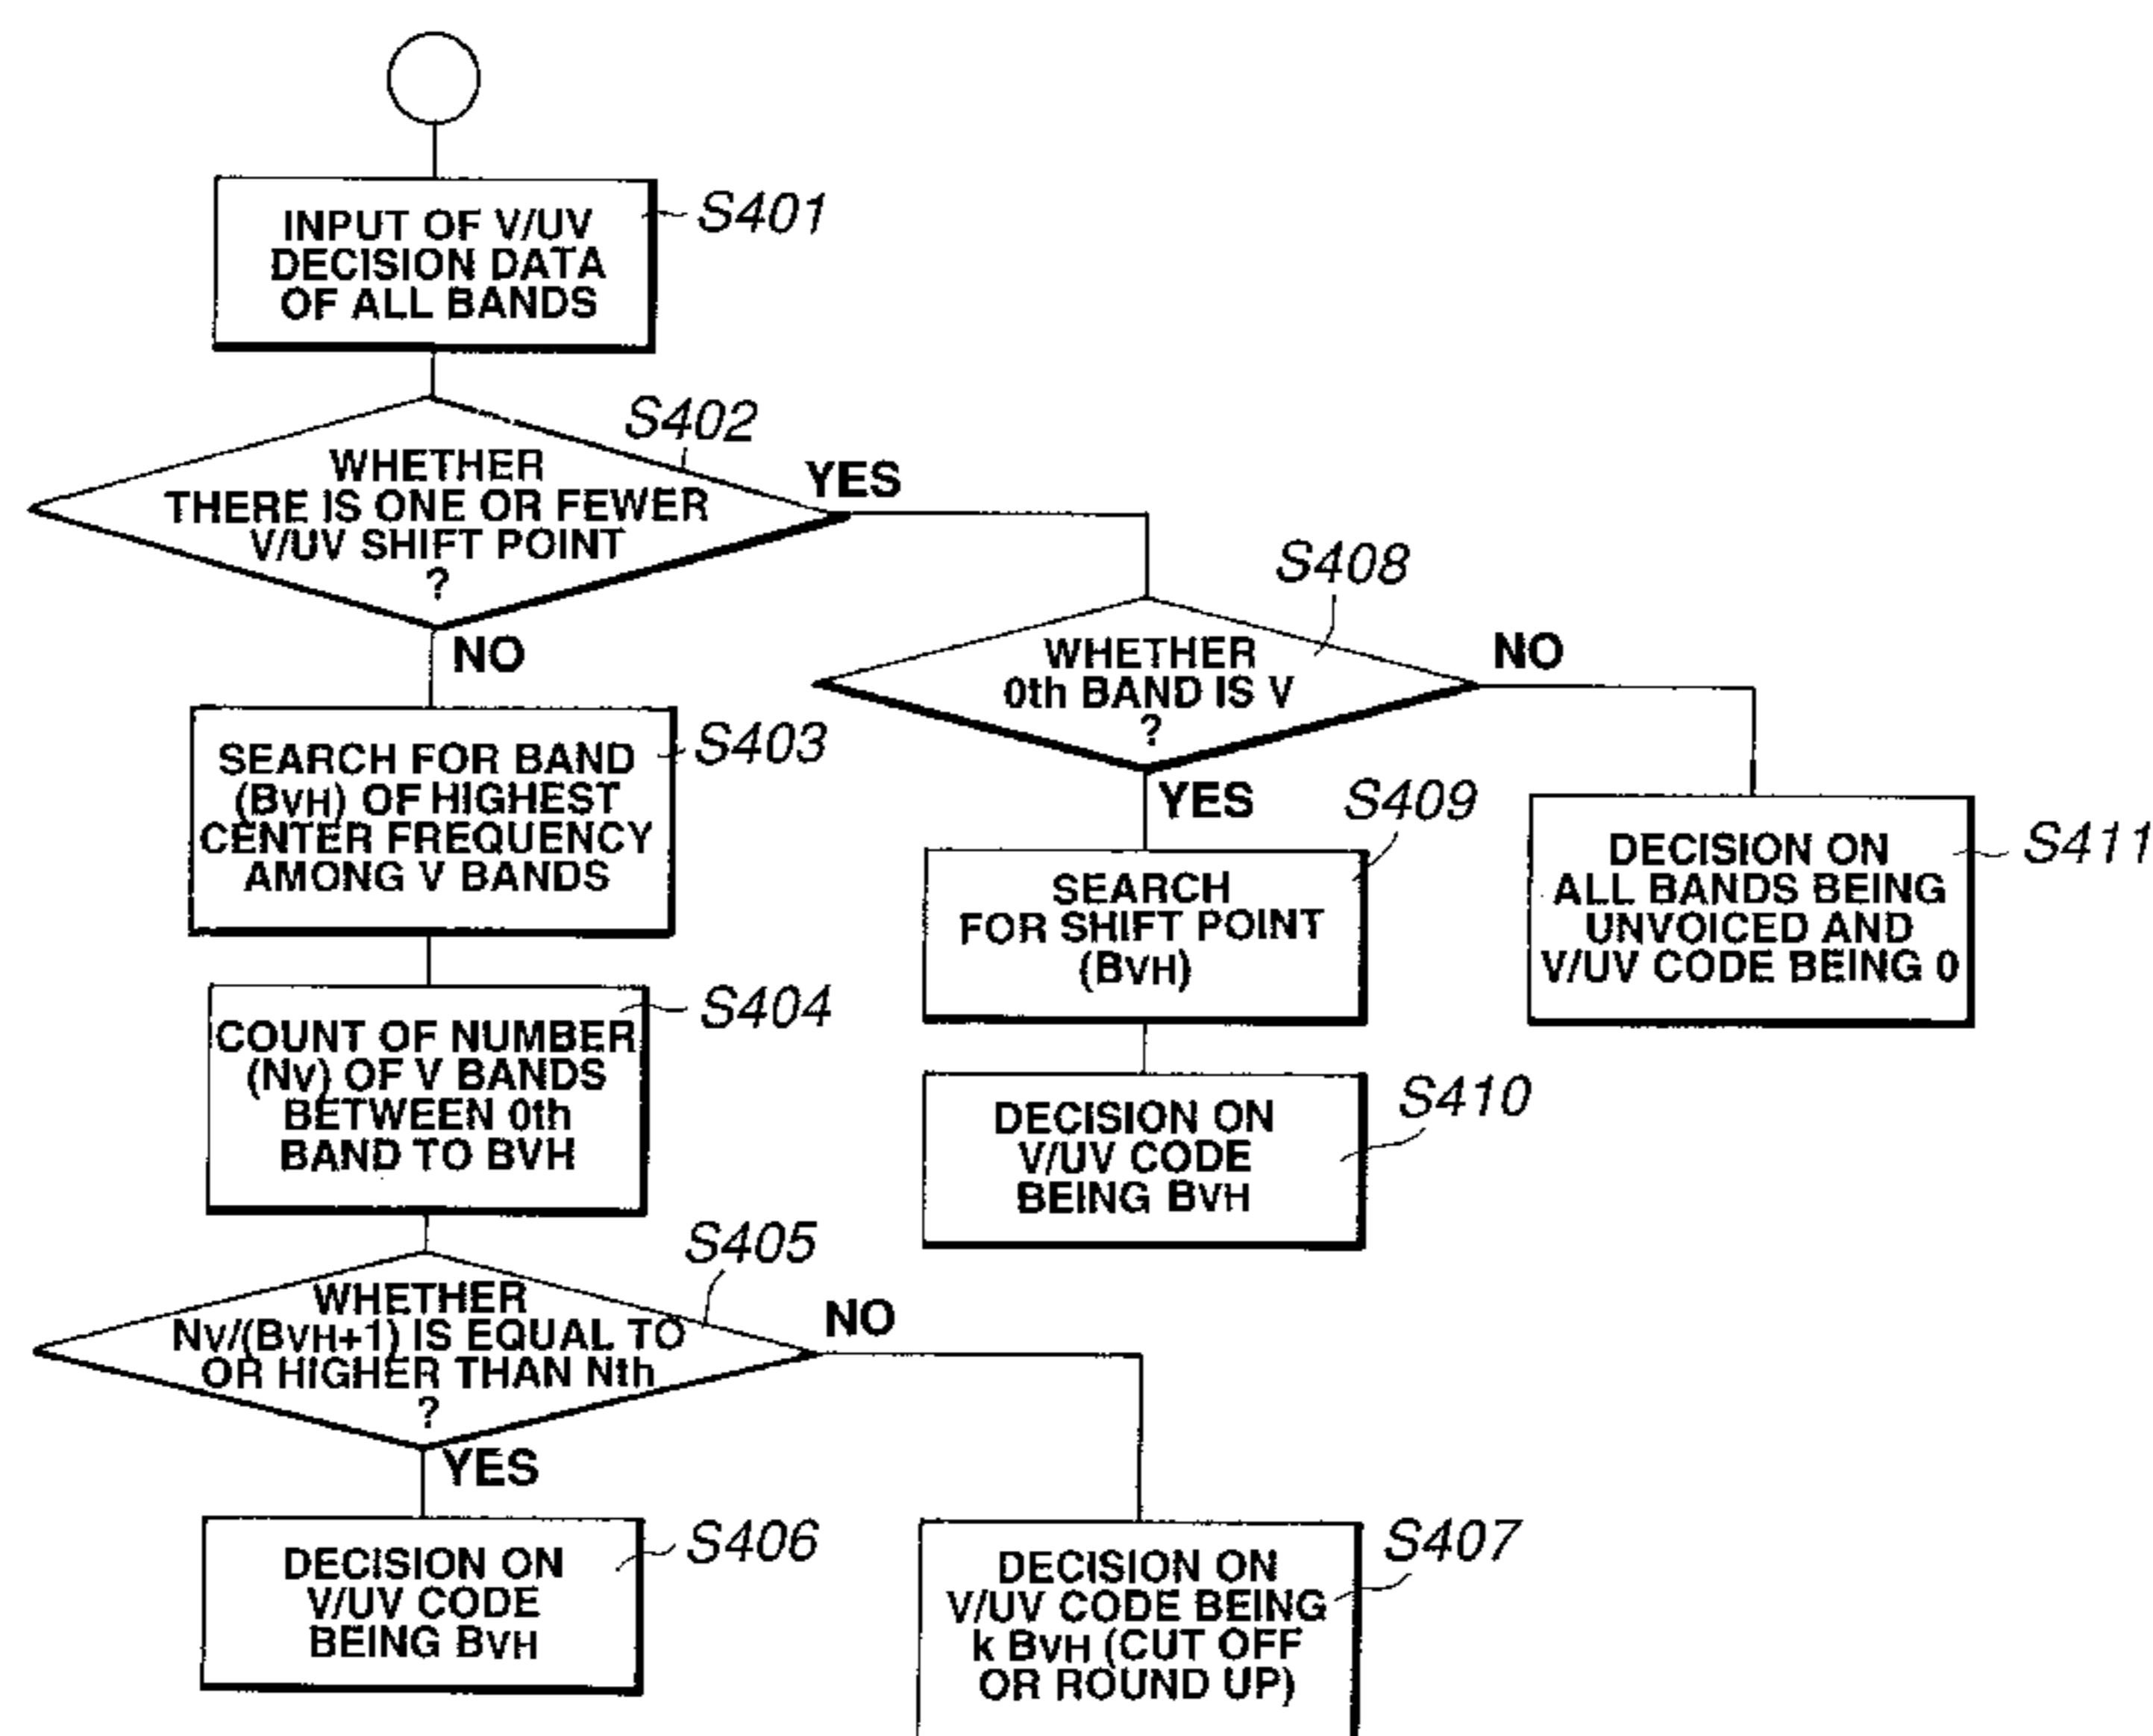 INPUT OF V/UV
DECISION DATA
OF ALL BANDS
S401
WHETHER
THERE IS ONE OR FEWER
V/UV SHIFT POINT
?
S402
YES
NO
SEARCH FOR BAND
(BVH) OF HIGHEST
CENTER FREQUENCY
AMONG V BANDS
S403
COUNT OF NUMBER
(NV) OF V BANDS
BETWEEN 0th
BAND TO BVH
S404
WHETHER
NV/(BVH+1) IS EQUAL TO
OR HIGHER THAN Nth
?
S405
NO
YES
DECISION ON
V/UV CODE
BEING BVH
S406
DECISION ON
V/UV CODE BEING
k BVH (CUT OFF
OR ROUND UP)
S407
WHETHER
0th BAND IS V
?
S408
NO
YES
SEARCH
FOR SHIFT POINT
(BVH)
S409
DECISION ON
V/UV CODE
BEING BVH
S410
DECISION ON
ALL BANDS BEING
UNVOICED AND
V/UV CODE BEING 0
S411